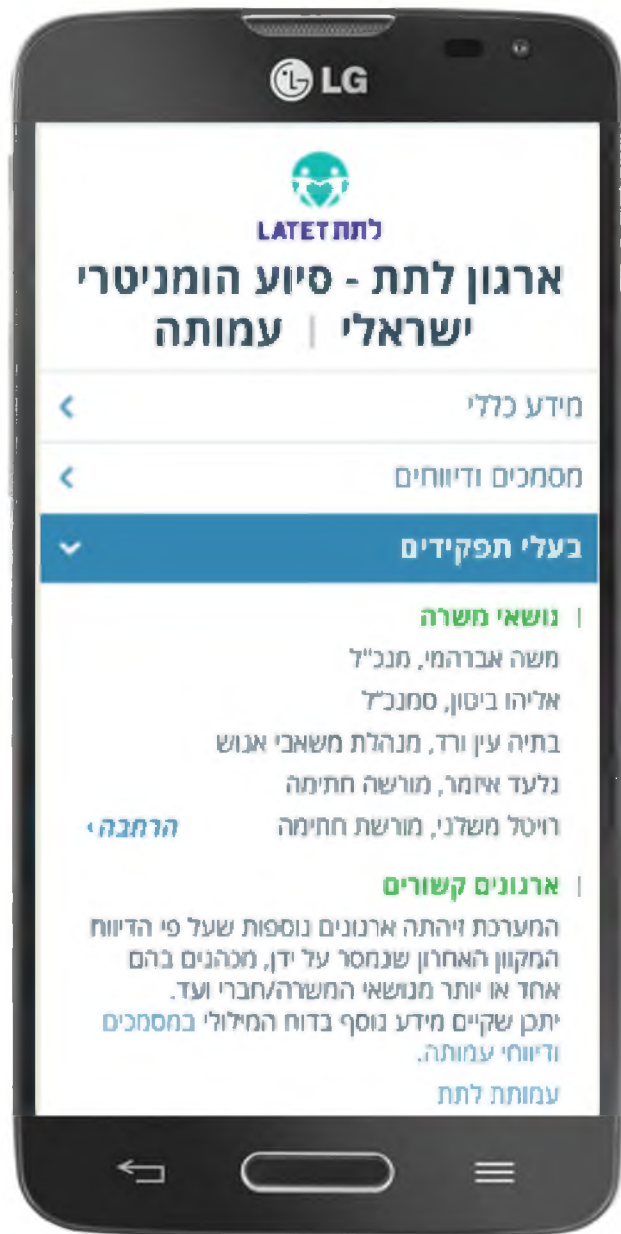 LG
LATET לתת
ארגון לתת - סיוע הומניטרי
ישראלי | עמותה
מידע כללי
מסמכים ודיווחים
בעלי תפקידים
נושאי משרה
משה אברהמי, מנכ"ל
אליהו ביטון, סמנכ"ל
בתיה עין ורד, מנהלת משאבי אנוש
גלעד איזמר, מורשה חתימה
רויטל משלני, מורשת חתימה
הרחבה›
ארגונים קשורים
המערכת זיהתה ארגונים נוספות שעל פי הדיווח
המקוון האחרון שנמסר על ידן, מכהנים בהם
אחד או יותר מנושאי המשרה/חברי ועד.
יתכן שקיים מידע נוסף בדוח המילולי במסמכים
ודיווחי עמותה.
עמותת לתת